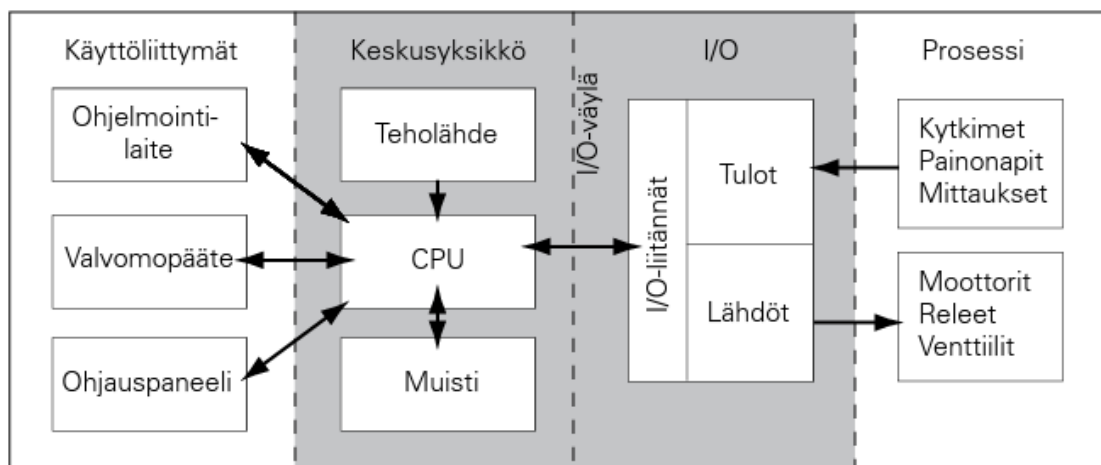 Käyttöliittymät
Ohjelmointi-
laite
Valvomopääte
Ohjauspaneeli
Keskusyksikkö
Teholähde
CPU
Muisti
I/O-väylä
I/O
I/O-liitännät
Tulot
Lähdöt
Prosessi
Kytkimet
Painonapit
Mittaukset
Moottorit
Releet
Venttiilit